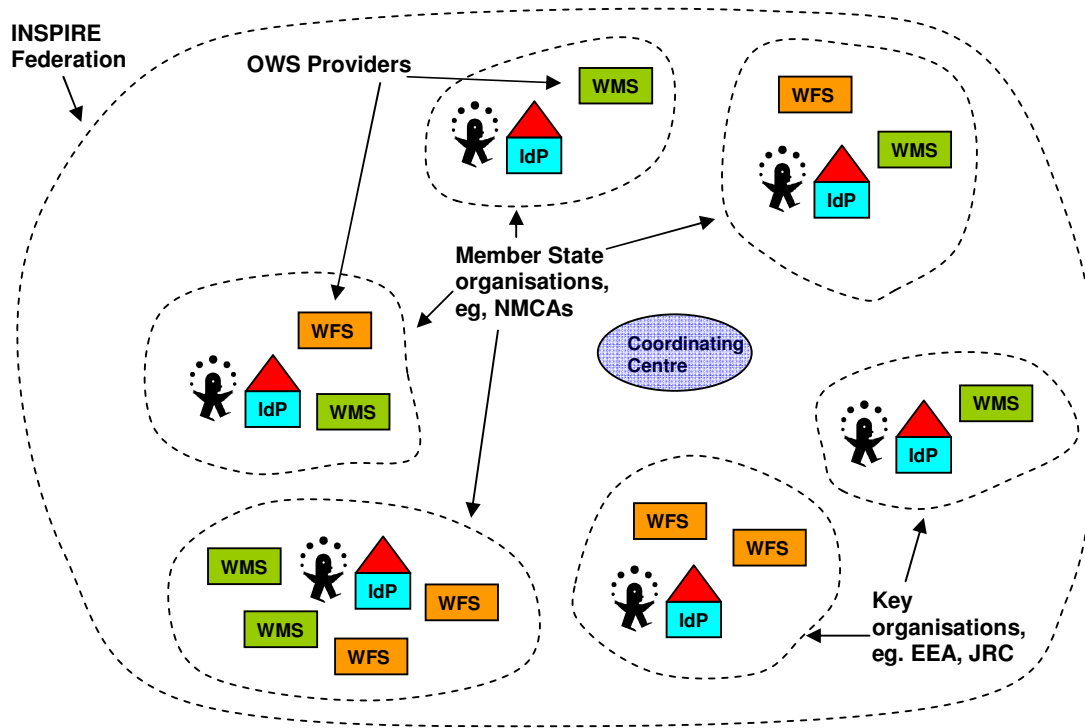 INSPIRE
Federation
OWS Providers
WMS
IdP
WFS
WMS
IdP
Member State
organisations,
eg, NMCAs
WFS
IdP
WMS
Coordinating
Centre
WMS
IdP
WMS
IdP
WFS
WMS
WFS
WFS
WFS
IdP
Key
organisations,
eg. EEA, JRC